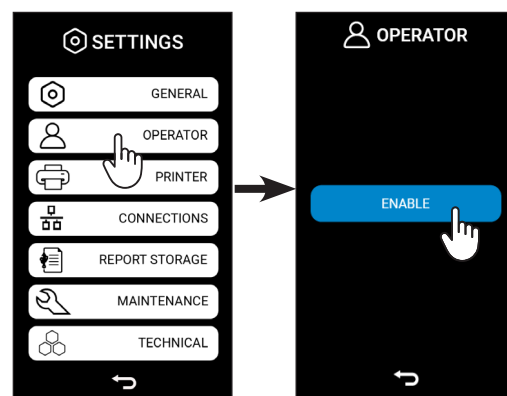 SETTINGS
GENERAL
OPERATOR
PRINTER
CONNECTIONS
REPORT STORAGE
MAINTENANCE
TECHNICAL
OPERATOR
ENABLE